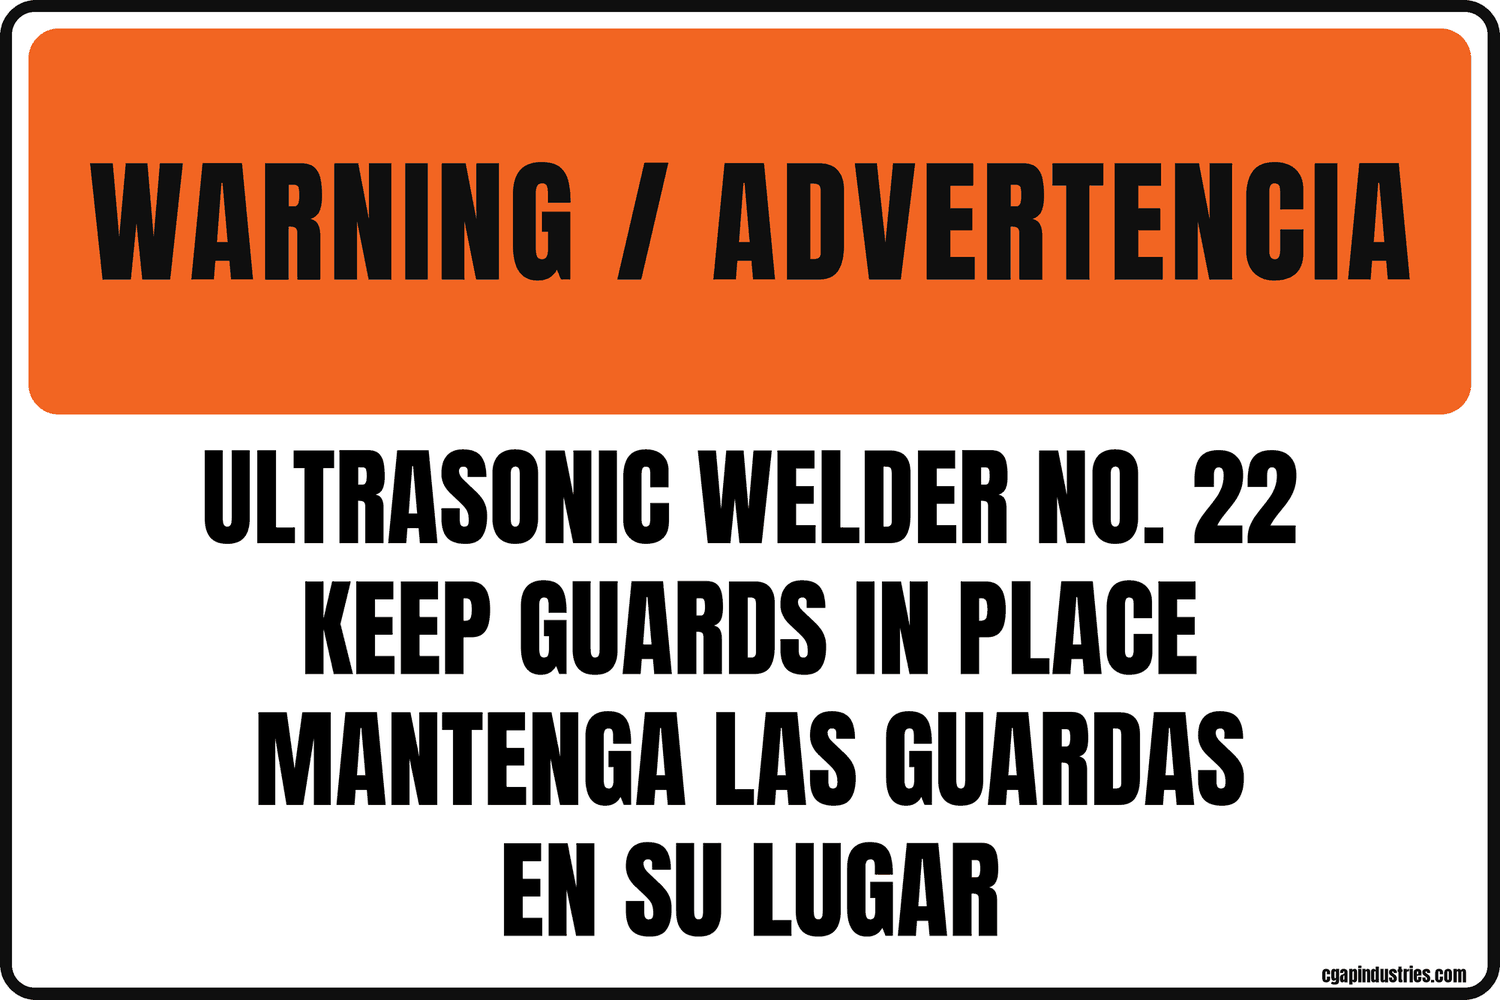 WARNING / ADVERTENCIA
ULTRASONIC WELDER NO. 22
KEEP GUARDS IN PLACE
MANTENGA LAS GUARDAS
EN SU LUGAR
cgapindustries.com